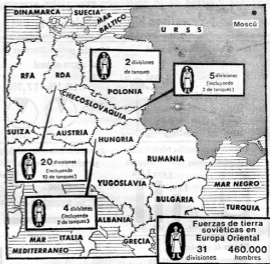 DINAMARCA
SUECIA
MAR
BALTICO
Moscú
U R S S
2 divisiones
de tanques
5 divisiones
(incluyendo
2 de tanques)
RFA
RDA
POLONIA
CHECOSLOVAQUIA
SUIZA
AUSTRIA
HUNGRIA
RUMANIA
20 divisiones
(incluyendo
10 de tanques)
YUGOSLAVIA
MAR NEGRO
4 divisiones
(incluyendo
2 de tanques)
BULGARIA
ALBANIA
TURQUIA
MAR
MEDITERRANEO
ITALIA
GRECIA
Fuerzas de tierra
soviéticas en
Europa Oriental
31 460.000
divisiones hombres